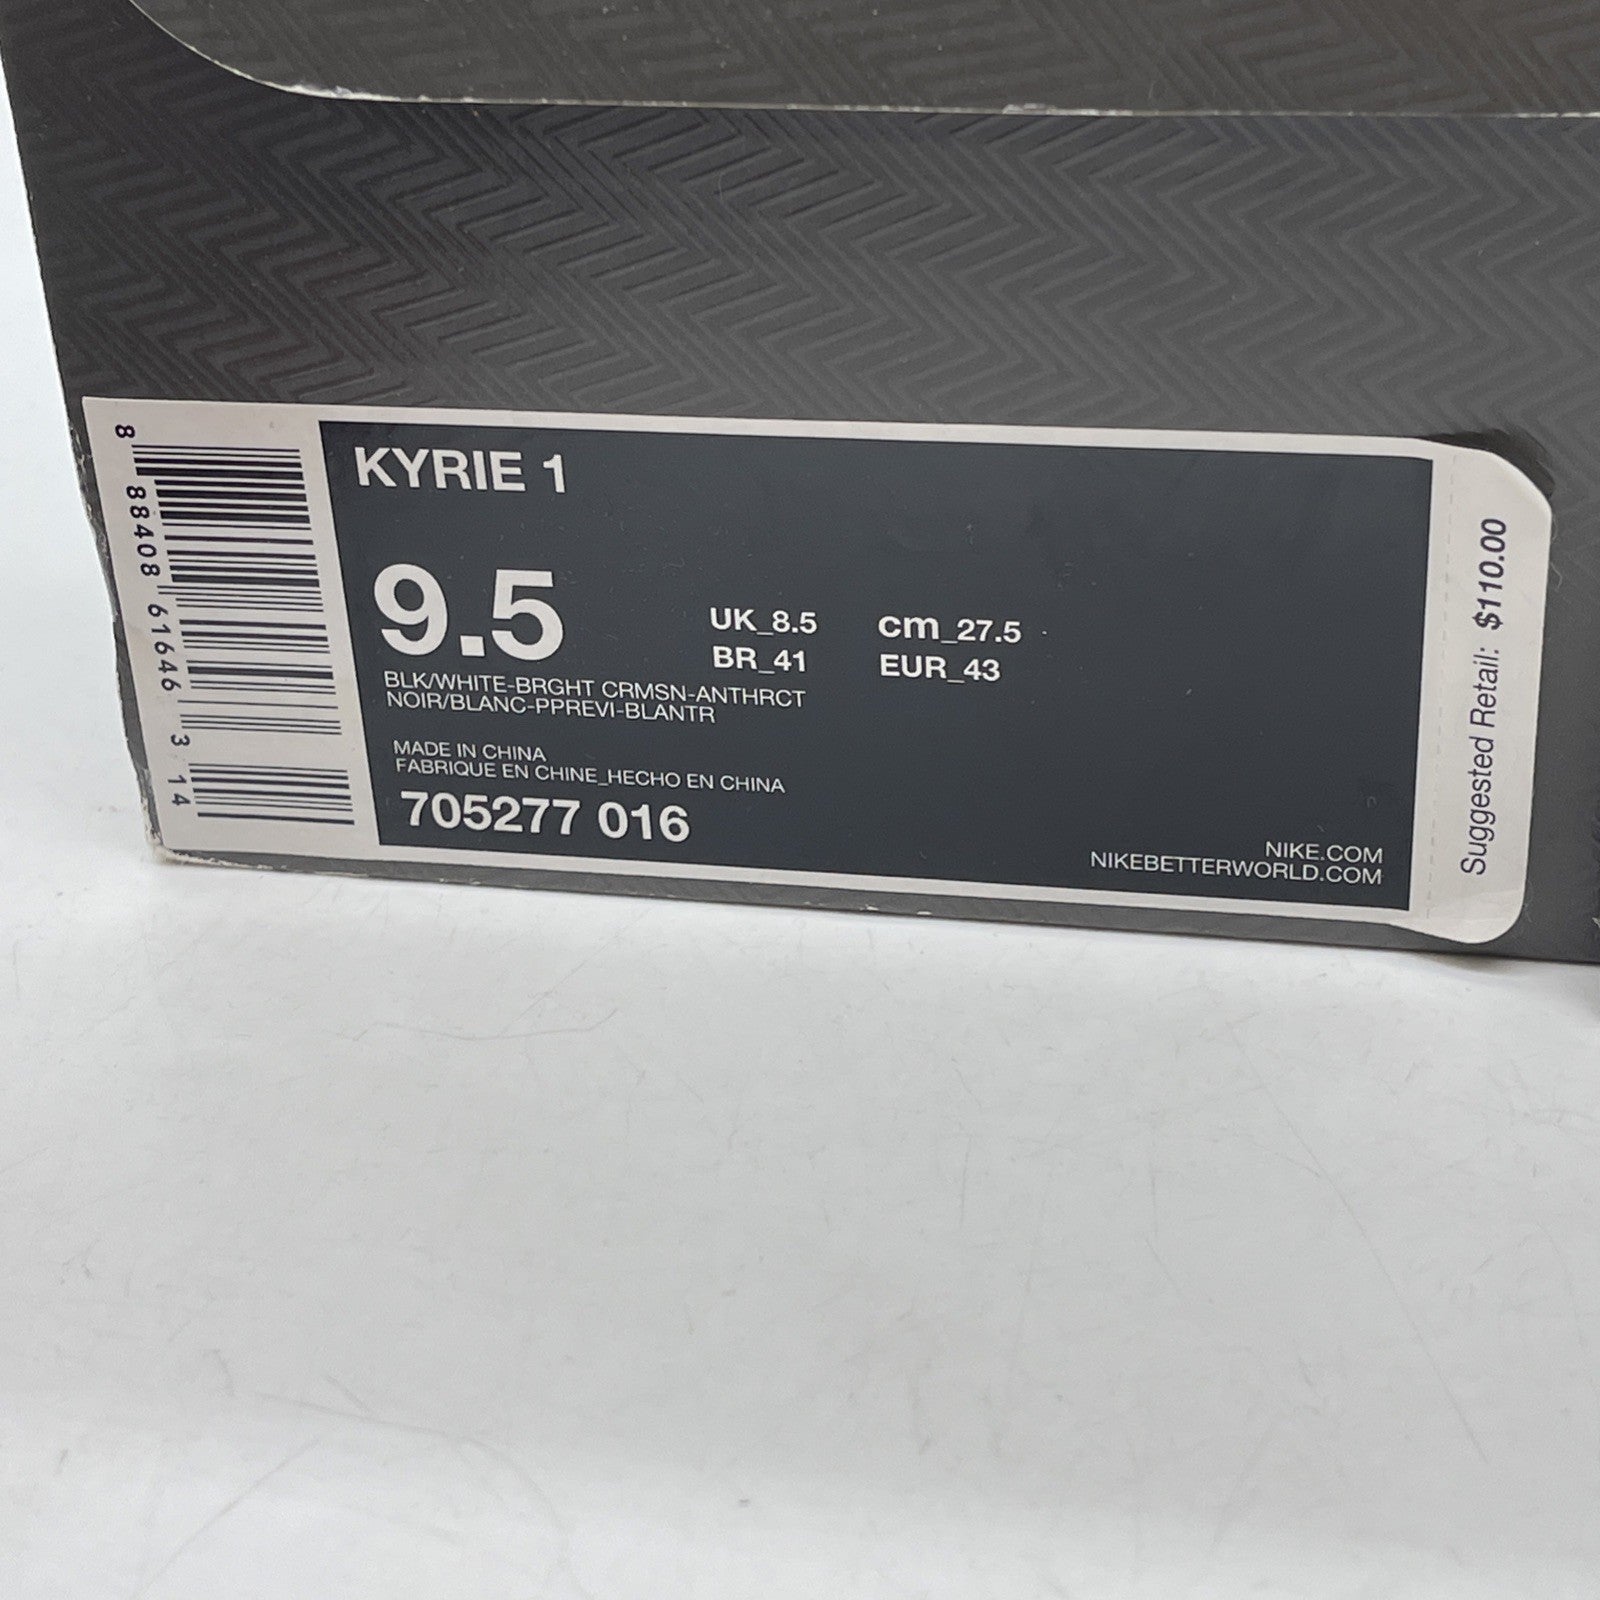 KYRIE 1
9.5
UK_8.5 cm_27.5
BR_41 EUR_43
BLK/WHITE-BRGHT CRMSN-ANTHRCT
NOIR/BLANC-PPREVI-BLANTR
MADE IN CHINA
FABRIQUE EN CHINE_HECHO EN CHINA
705277 016
NIKE.COM
NIKEBETTERWORLD.COM
8 88408 61646 3 14
Suggested Retail: $110.00